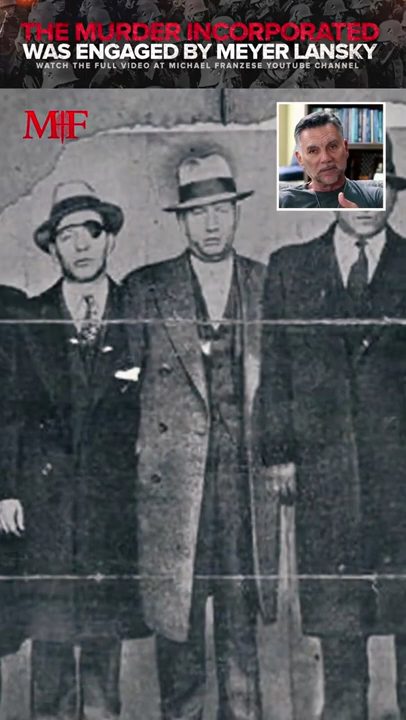 THE MURDER INCORPORATED
WAS ENGAGED BY MEYER LANSKY
WATCH THE FULL VIDEO AT MICHAEL FRANZESE YOUTUBE CHANNEL
MF